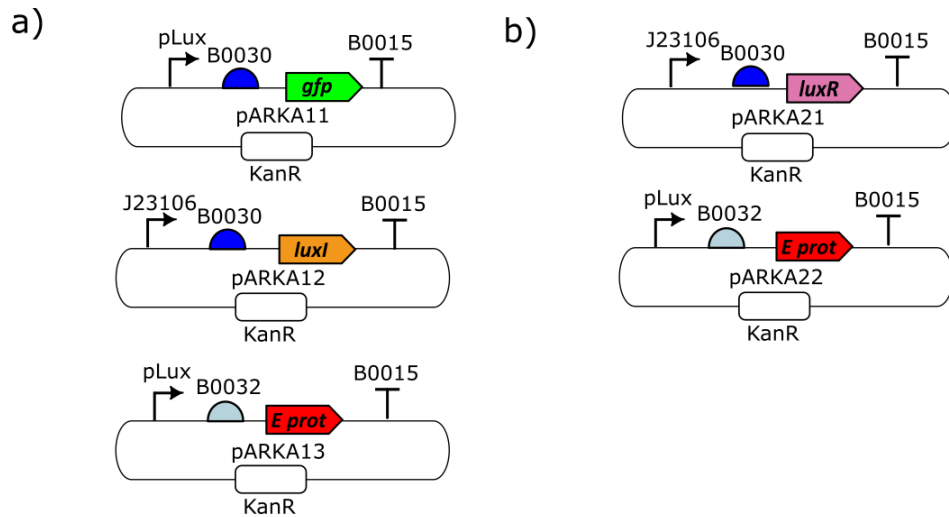 a)
pLux
B0030
B0015
gfp
pARKA11
KanR
J23106
B0030
B0015
luxI
pARKA12
KanR
pLux
B0032
B0015
E prot
pARKA13
KanR
b)
J23106
B0030
B0015
luxR
pARKA21
KanR
pLux
B0032
B0015
E prot
pARKA22
KanR